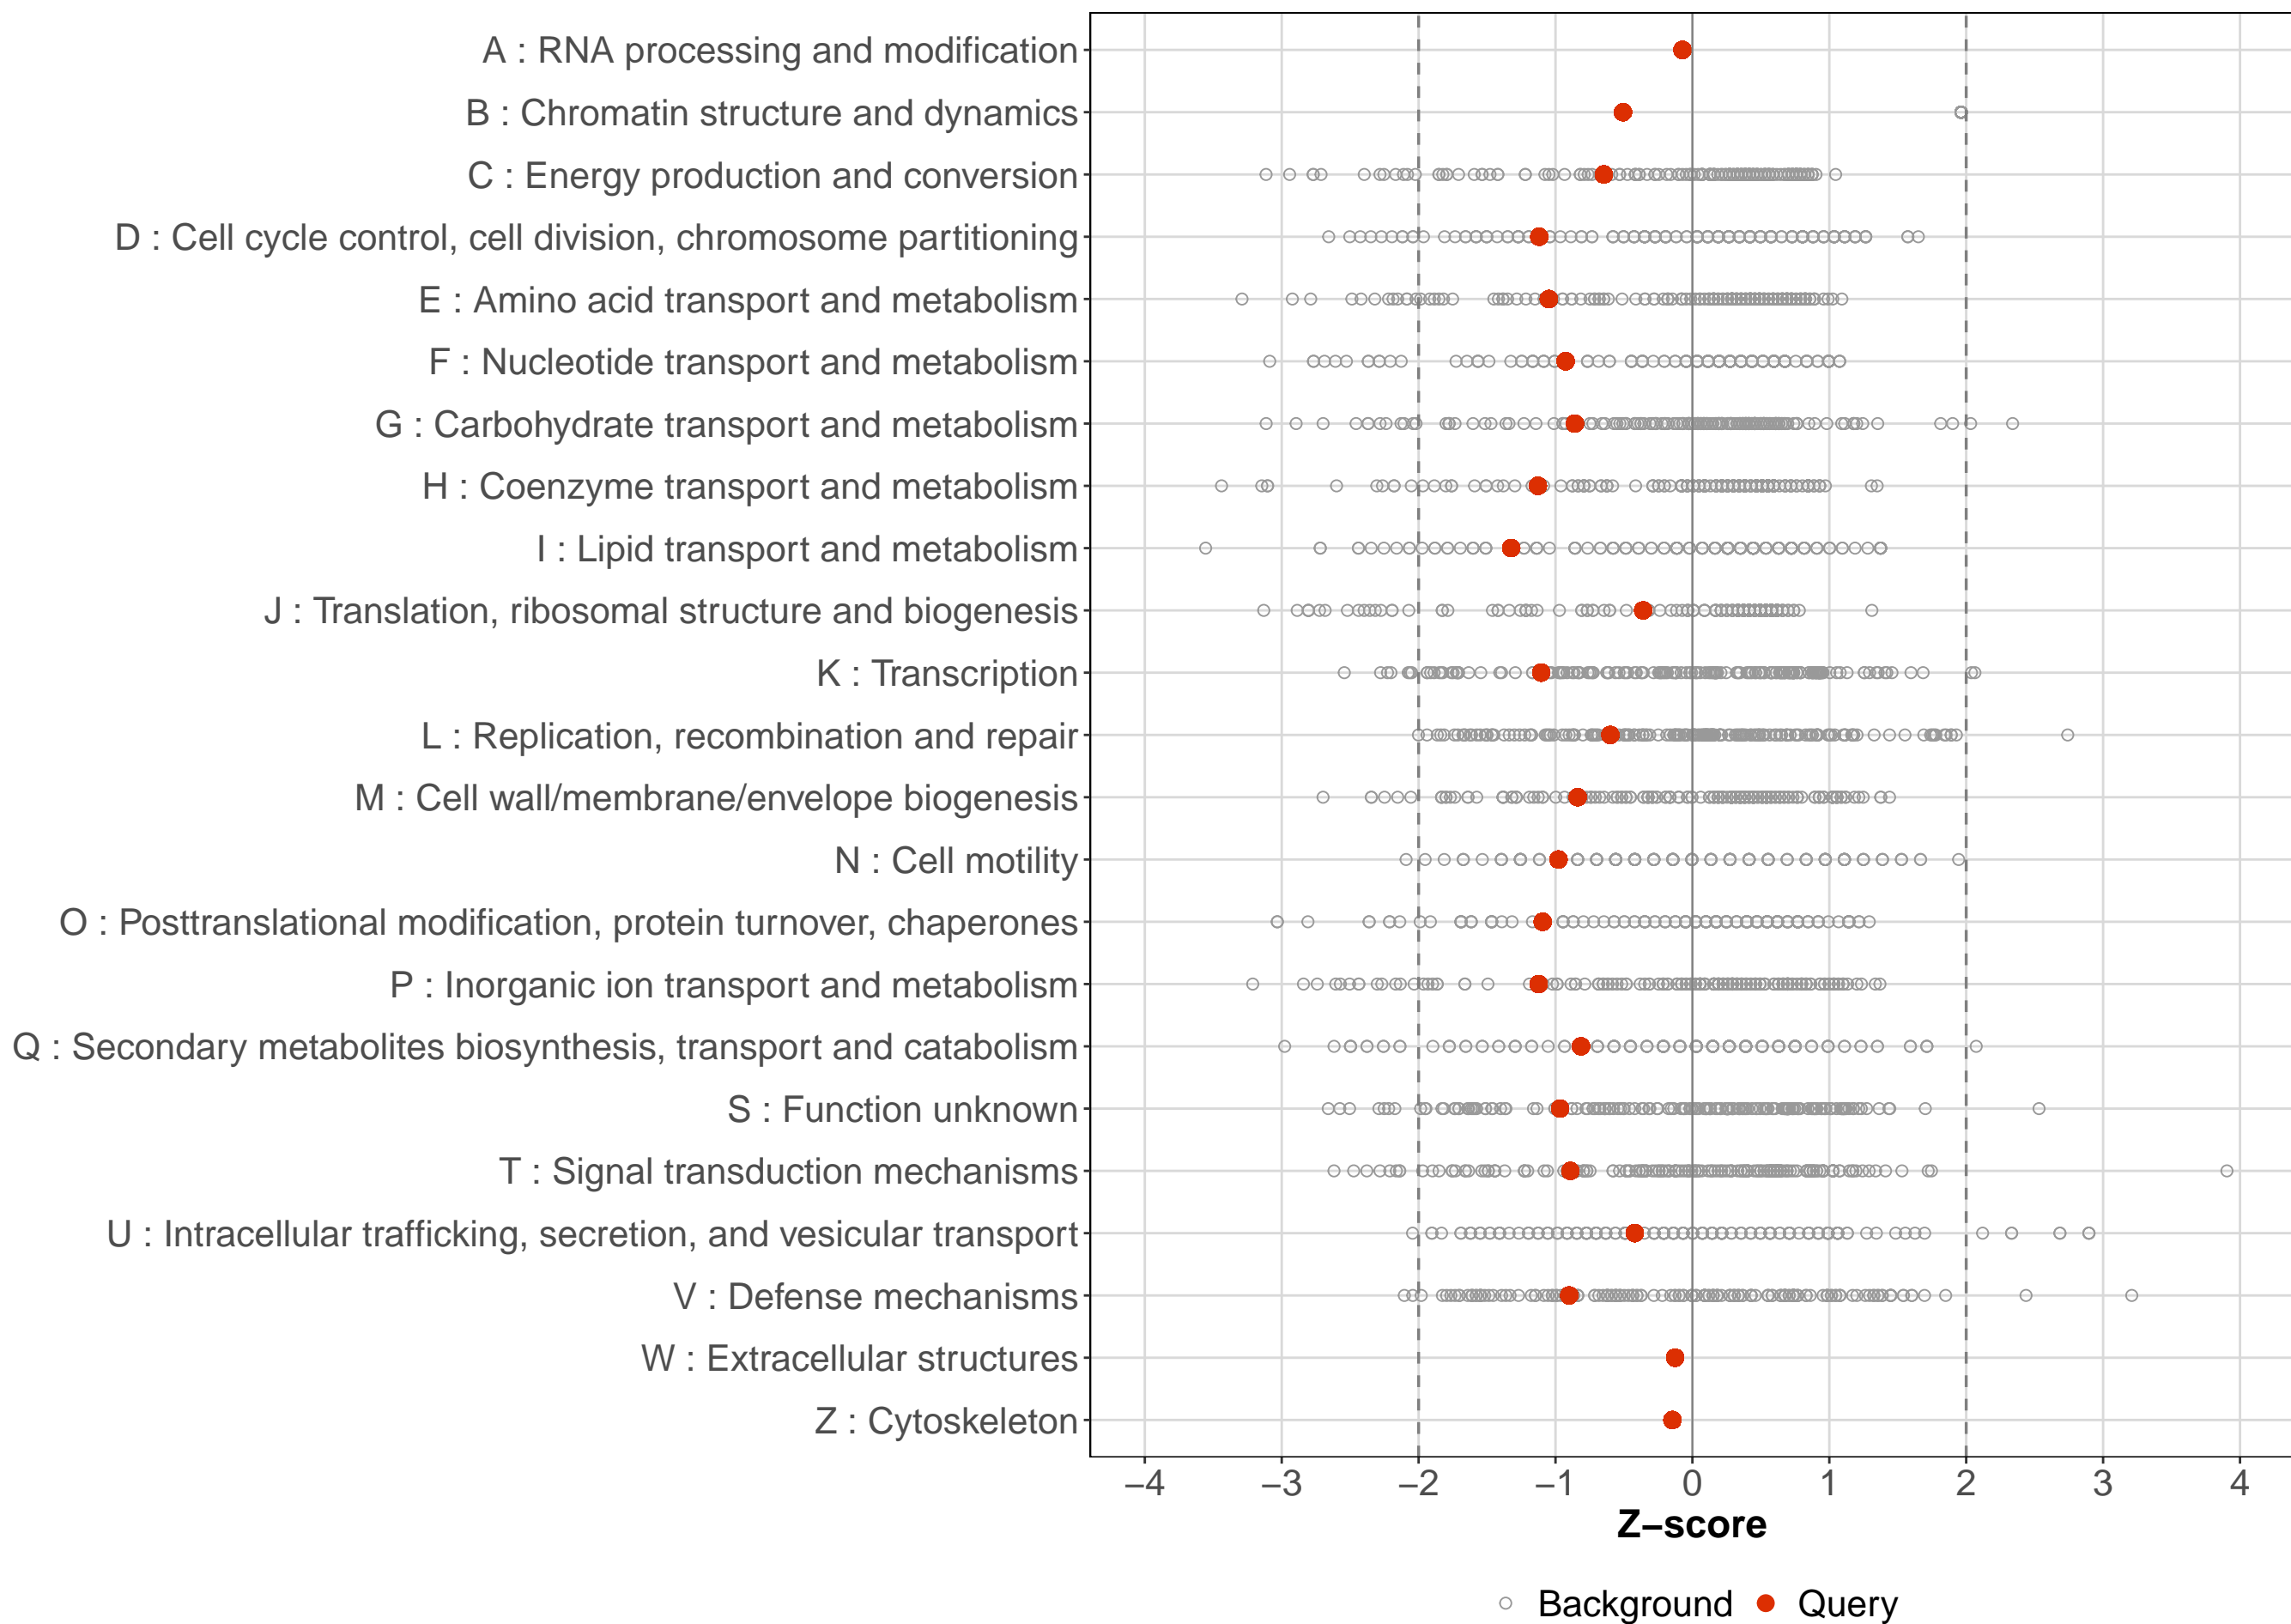 A : RNA processing and modification
B : Chromatin structure and dynamics
C : Energy production and conversion
D : Cell cycle control, cell division, chromosome partitioning
E : Amino acid transport and metabolism
F : Nucleotide transport and metabolism
G : Carbohydrate transport and metabolism
H : Coenzyme transport and metabolism
I : Lipid transport and metabolism
J : Translation, ribosomal structure and biogenesis
K : Transcription
L : Replication, recombination and repair
M : Cell wall/membrane/envelope biogenesis
N : Cell motility
O : Posttranslational modification, protein turnover, chaperones
P : Inorganic ion transport and metabolism
Q : Secondary metabolites biosynthesis, transport and catabolism
S : Function unknown
T : Signal transduction mechanisms
U : Intracellular trafficking, secretion, and vesicular transport
V : Defense mechanisms
W : Extracellular structures
Z : Cytoskeleton
−4 −3 −2 −1 0 1 2 3 4
Z−score
Background Query